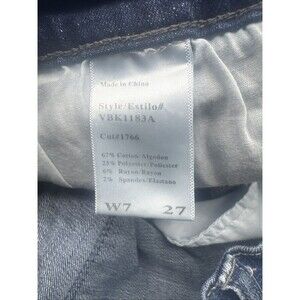 Made in China
Style/Estilo#
VBK1183A
Cut#1766
67% Cotton/Algodon
25% Polyester/Poliester
6% Rayon/Rayon
2% Spandex/Elastano
W7 27